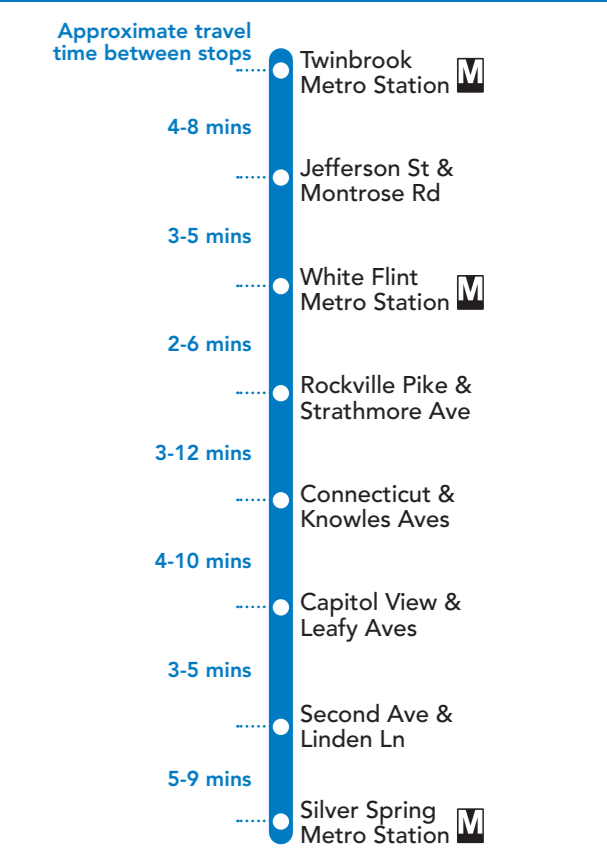 Approximate travel
time between stops
Twinbrook
Metro Station M
4-8 mins
Jefferson St &
Montrose Rd
3-5 mins
White Flint
Metro Station M
2-6 mins
Rockville Pike &
Strathmore Ave
3-12 mins
Connecticut &
Knowles Aves
4-10 mins
Capitol View &
Leafy Aves
3-5 mins
Second Ave &
Linden Ln
5-9 mins
Silver Spring
Metro Station M